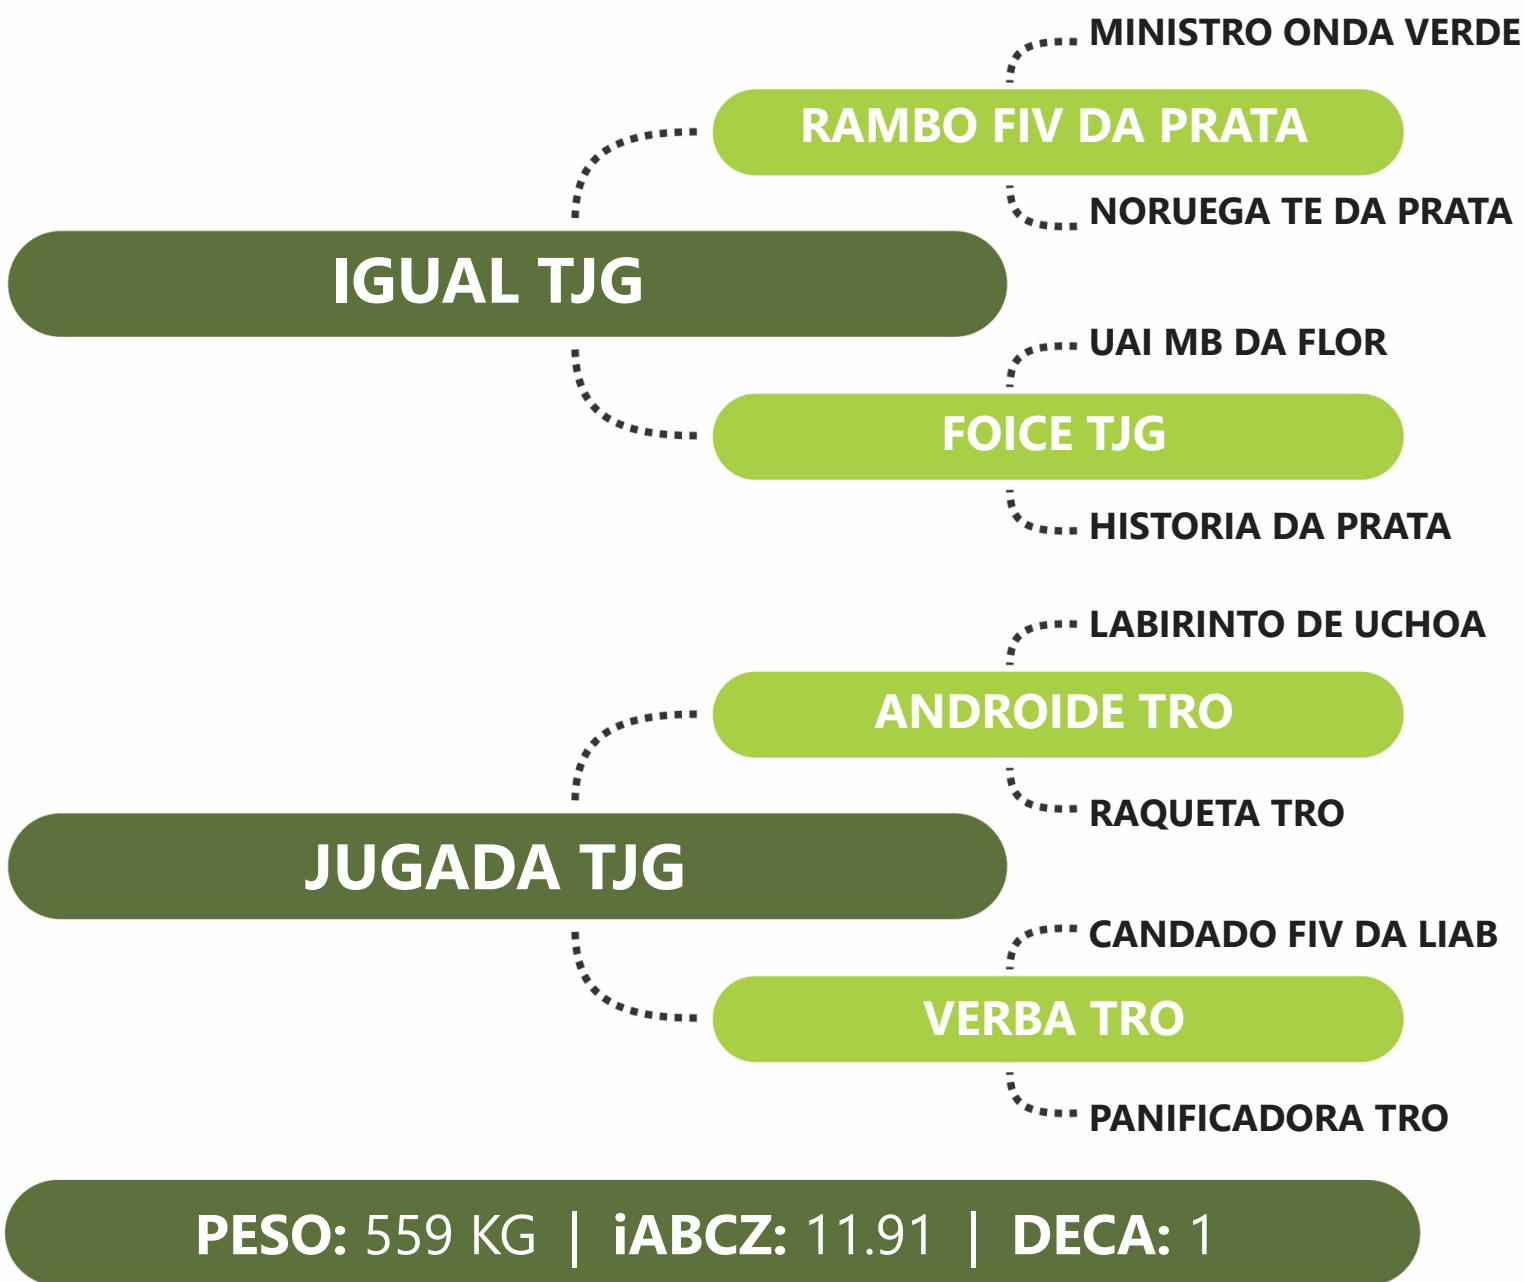 MINISTRO ONDA VERDE
RAMBO FIV DA PRATA
NORUEGA TE DA PRATA
IGUAL TJG
UAI MB DA FLOR
FOICE TJG
HISTORIA DA PRATA
LABIRINTO DE UCHOA
ANDROIDE TRO
RAQUETA TRO
JUGADA TJG
CANDADO FIV DA LIAB
VERBA TRO
PANIFICADORA TRO
PESO: 559 KG | iABCZ: 11.91 | DECA: 1